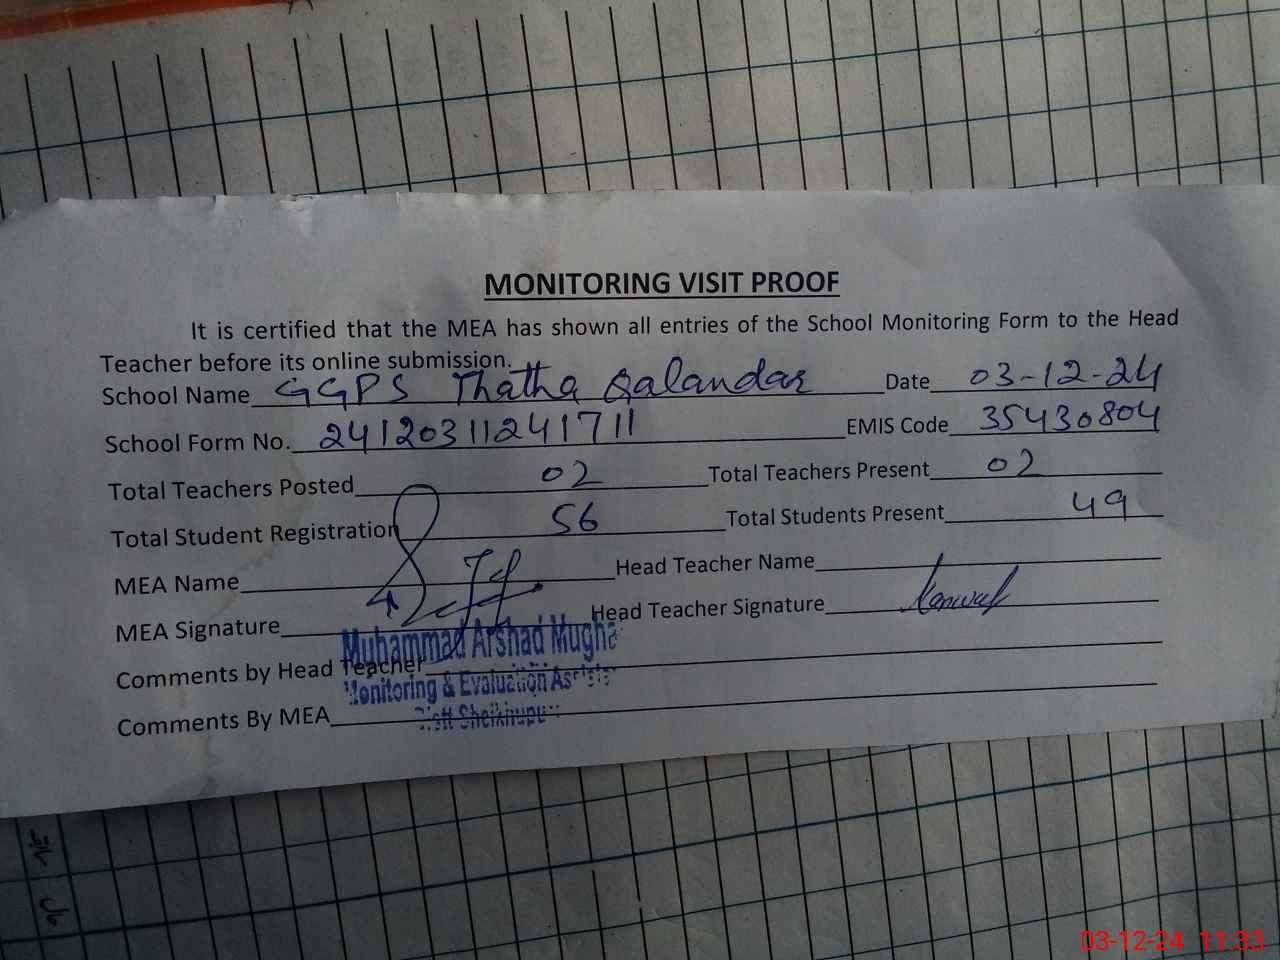 MONITORING VISIT PROOF
It is certified that the MEA has shown all entries of the School Monitoring Form to the Head
Teacher before its online submission.
School Name GGPS Thatha Qalandar Date 03-12-24
School Form No. 24120311241711 EMIS Code 35430804
Total Teachers Posted 02 Total Teachers Present 02
Total Student Registration 56 Total Students Present 49
MEA Name Head Teacher Name
MEA Signature Head Teacher Signature
Muhammad Arshad Mugha
Comments by Head Teacher
Monitoring & Evaluation
Comments By MEA
03-12-24 11:33